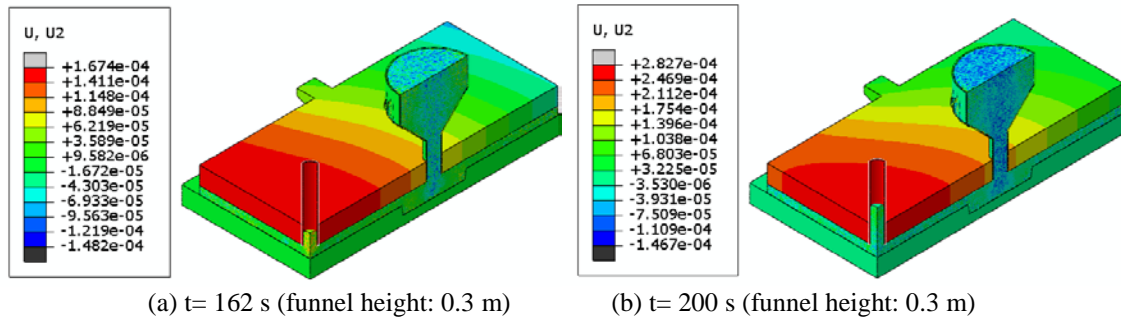 U, U2
+1.674e-04
+1.411e-04
+1.148e-04
+8.849e-05
+6.219e-05
+3.589e-05
+9.582e-06
-1.672e-05
-4.303e-05
-6.933e-05
-9.563e-05
-1.219e-04
-1.482e-04
U, U2
+2.827e-04
+2.469e-04
+2.112e-04
+1.754e-04
+1.396e-04
+1.038e-04
+6.803e-05
+3.225e-05
-3.530e-06
-3.931e-05
-7.509e-05
-1.109e-04
-1.467e-04
(a) t= 162 s (funnel height: 0.3 m)
(b) t= 200 s (funnel height: 0.3 m)